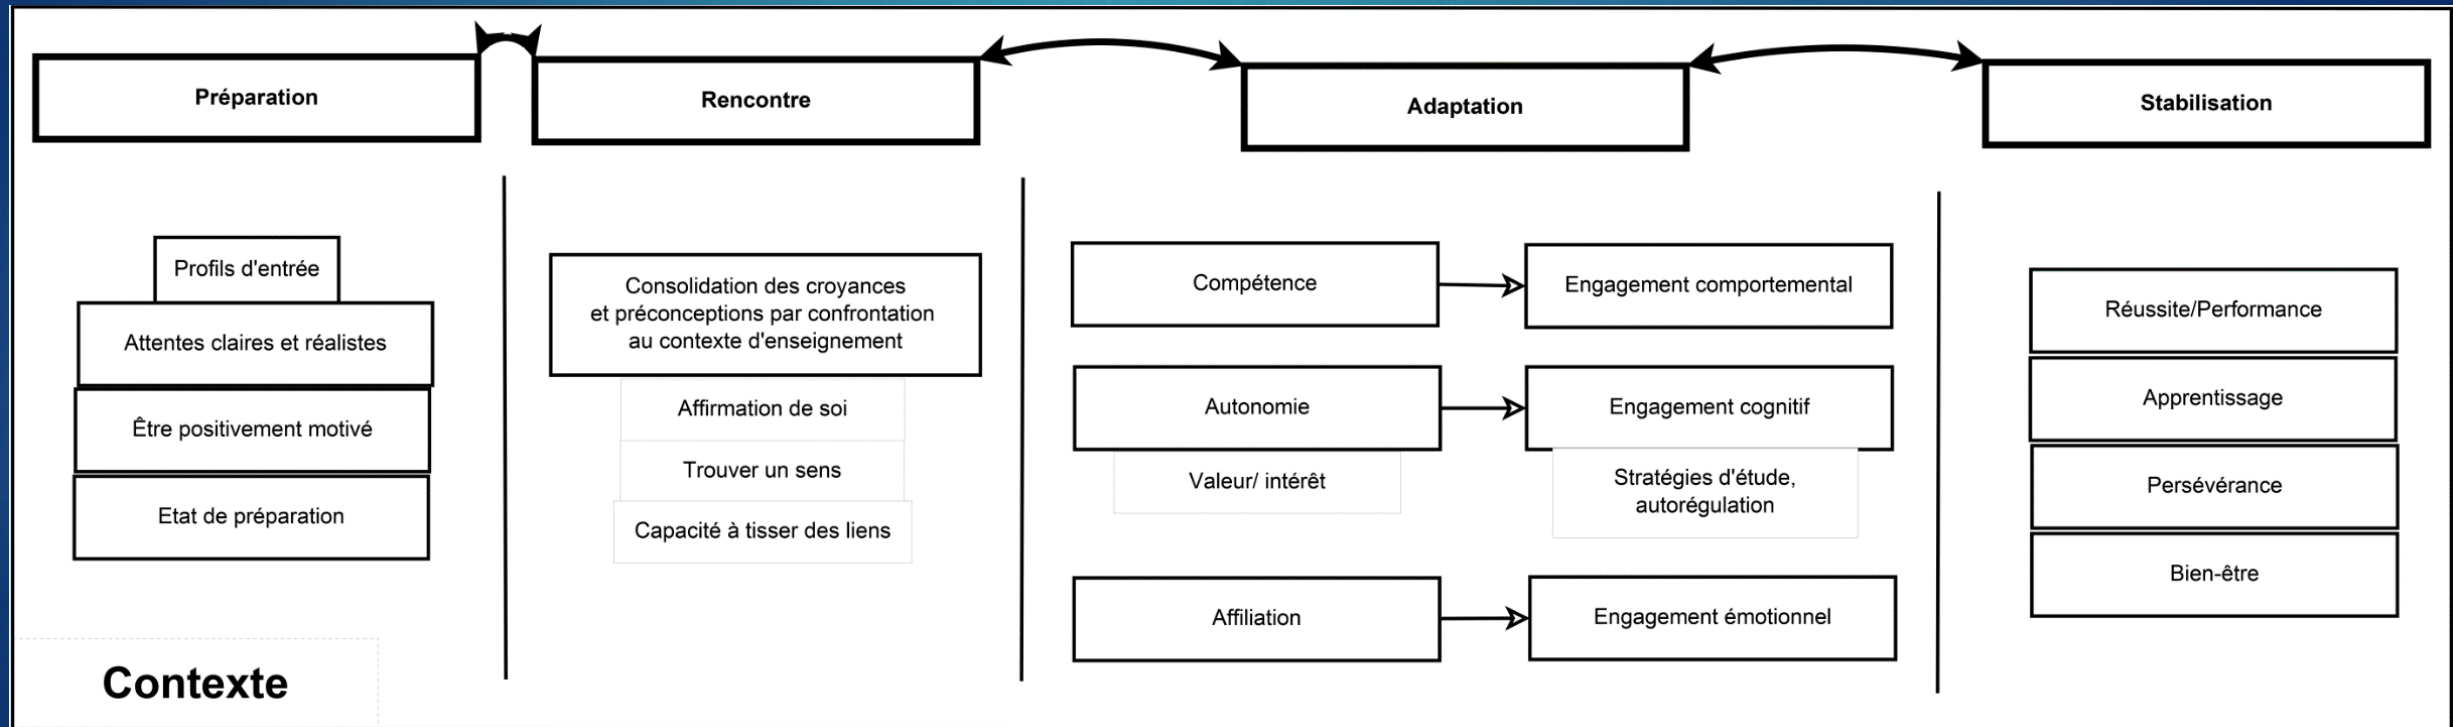 Préparation
Rencontre
Adaptation
Stabilisation
Profils d'entrée
Attentes claires et réalistes
Être positivement motivé
Etat de préparation
Consolidation des croyances
et préconceptions par confrontation
au contexte d'enseignement
Affirmation de soi
Trouver un sens
Capacité à tisser des liens
Compétence
Engagement comportemental
Autonomie
Engagement cognitif
Valeur/ intérêt
Stratégies d'étude,
autorégulation
Affiliation
Engagement émotionnel
Réussite/Performance
Apprentissage
Persévérance
Bien-être
Contexte